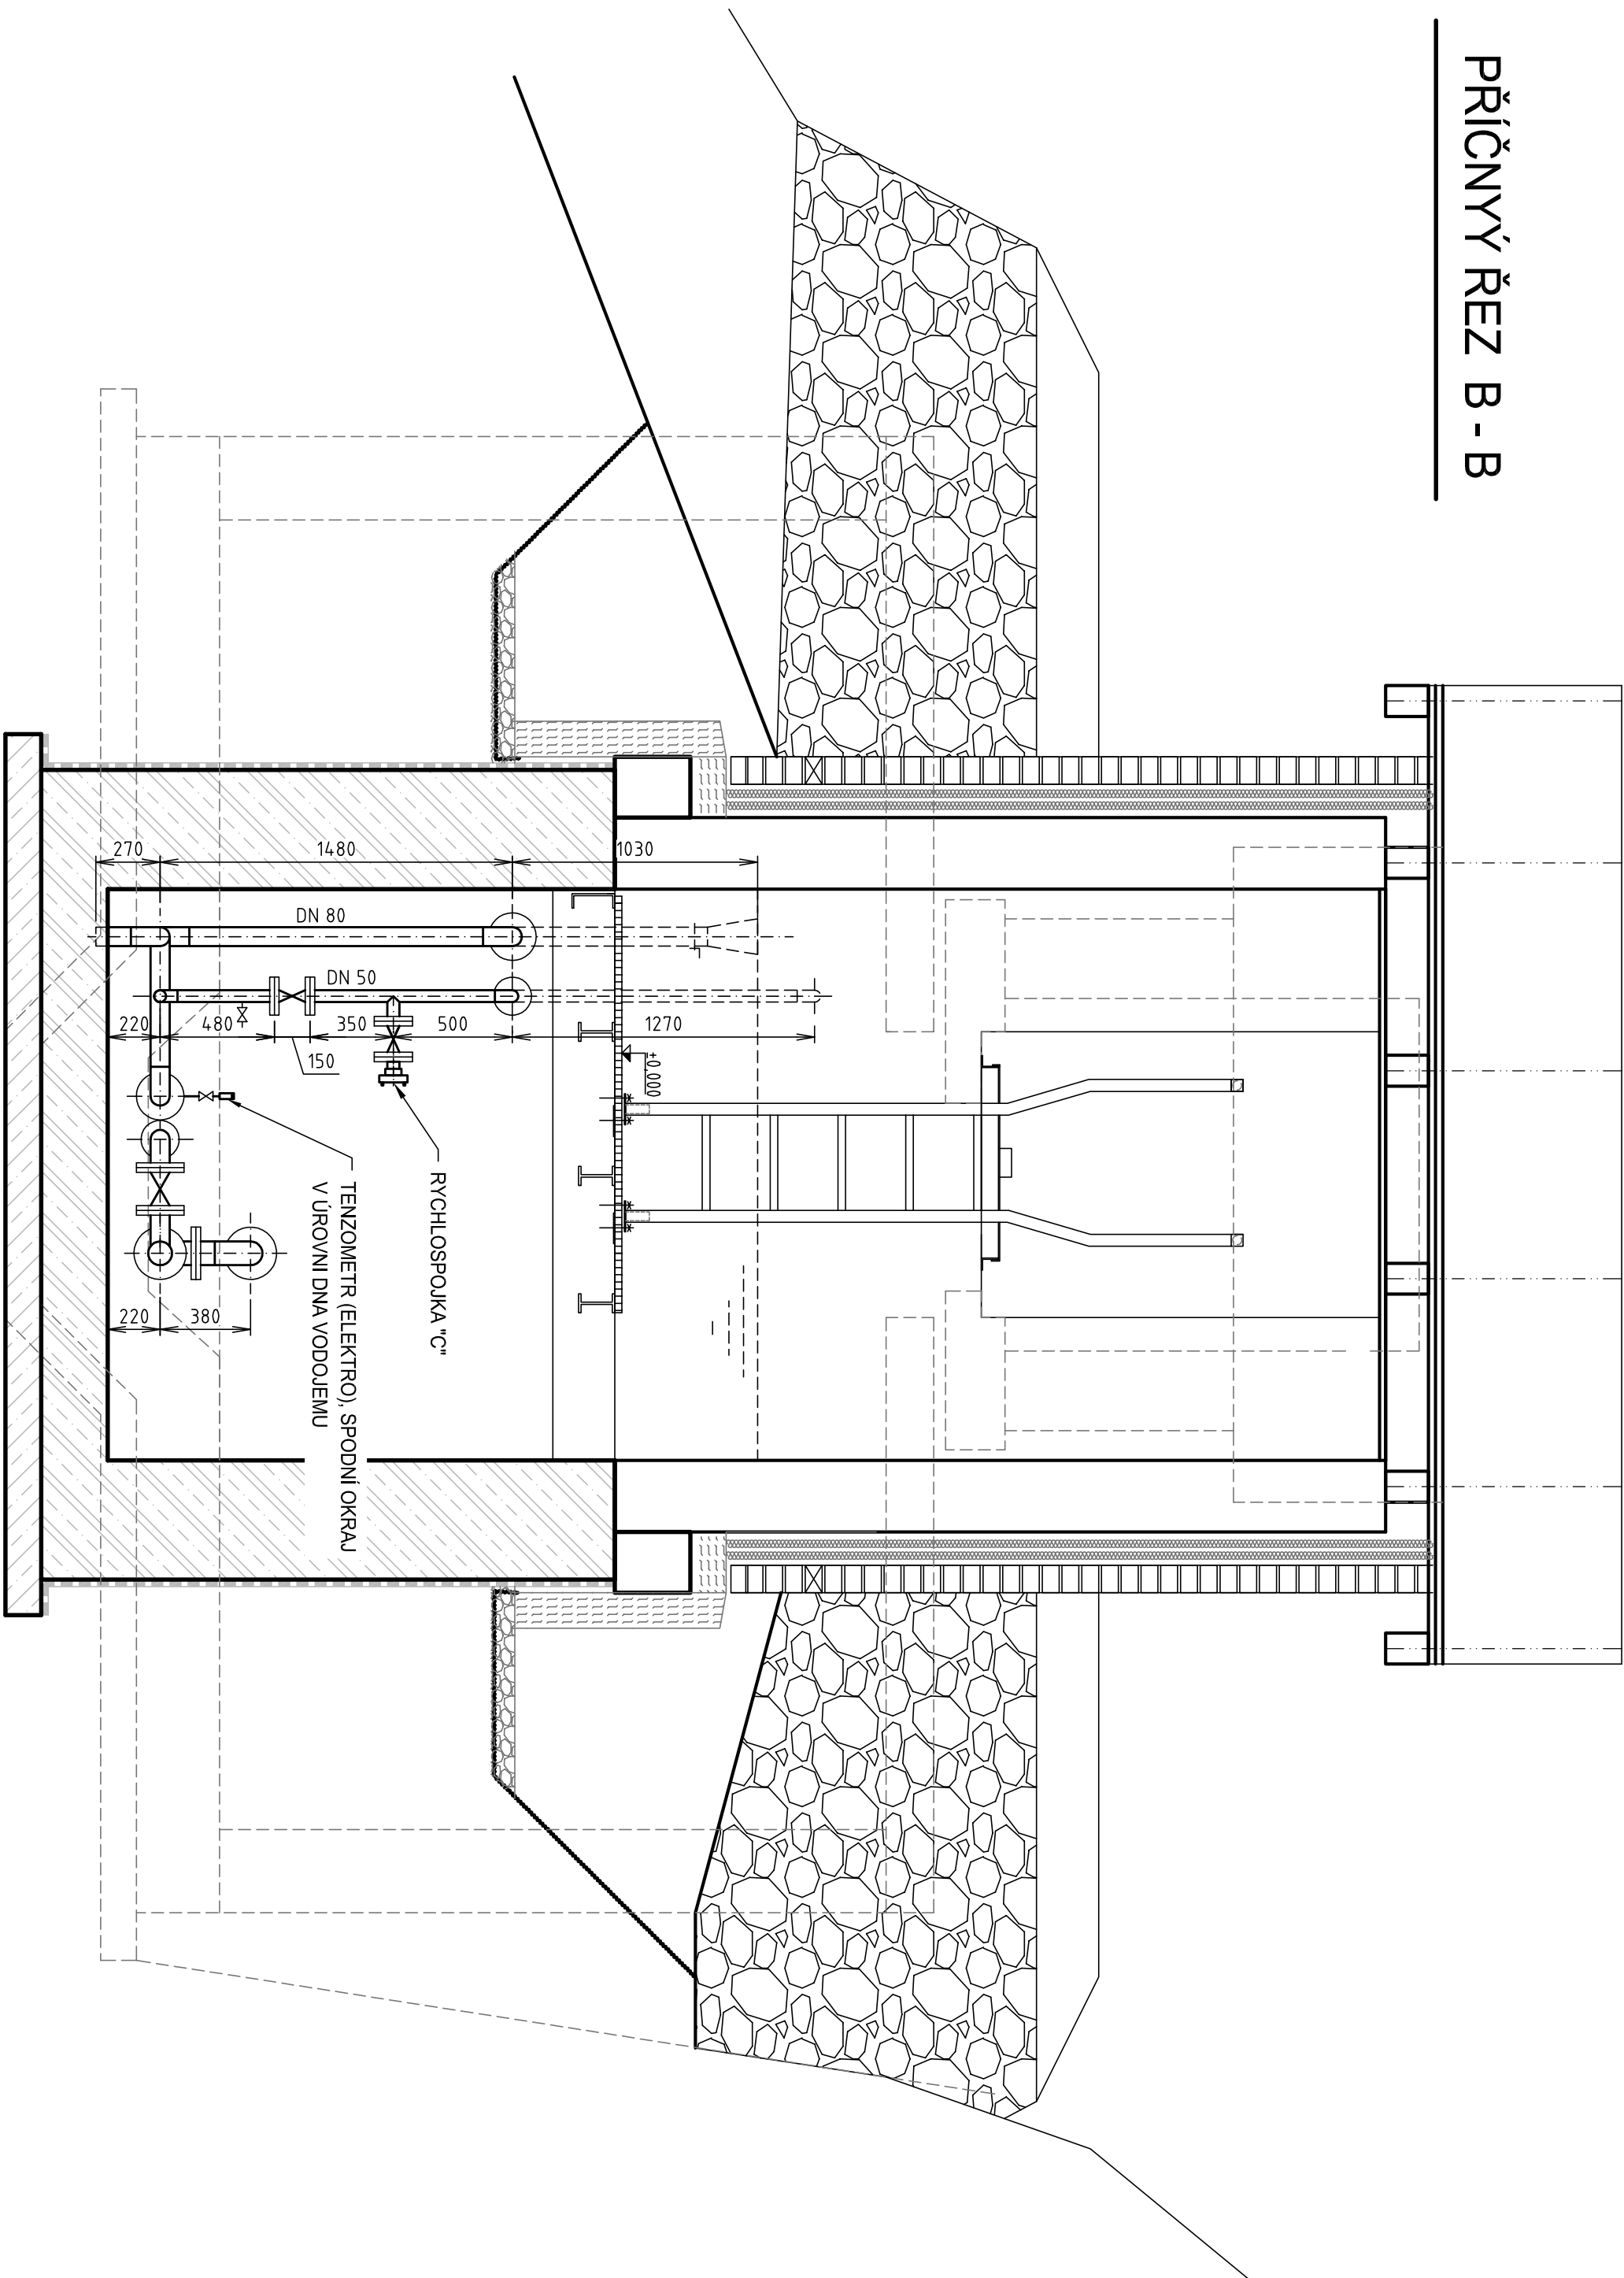 PŘÍČNYÝ ŘEZ B - B
270
1480
1030
DN 80
DN 50
220
480
350
500
1270
150
+0,000
RYCHLOSPOJKA "C"
TENZOMETR (ELEKTRO), SPODNÍ OKRAJ
V ÚROVNI DNA VODOJEMU
220
380